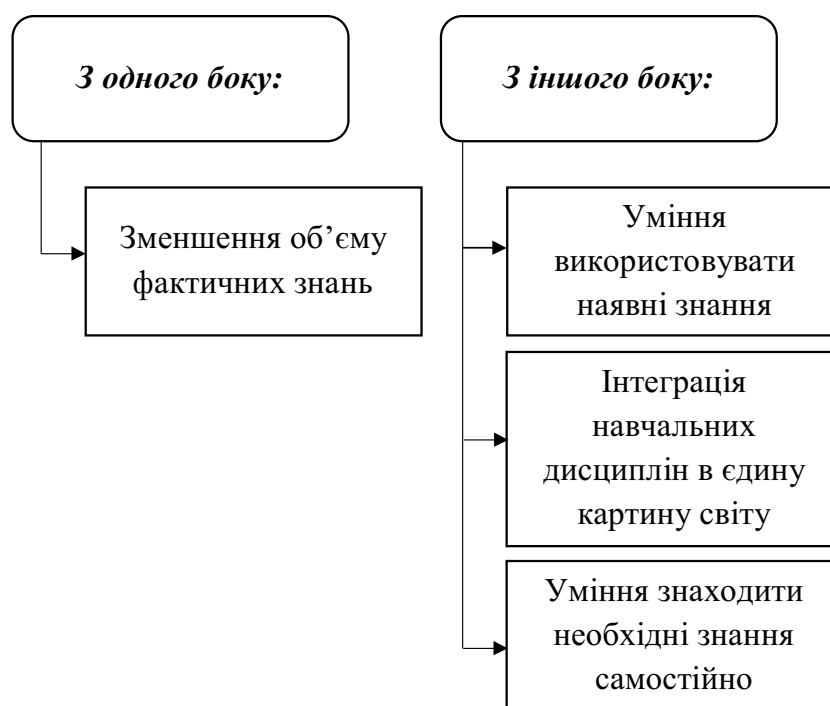 З одного боку:
Зменшення об’єму
фактичних знань
З іншого боку:
Уміння
використовувати
наявні знання
Інтеграція
навчальних
дисциплін в єдину
картину світу
Уміння знаходити
необхідні знання
самостійно